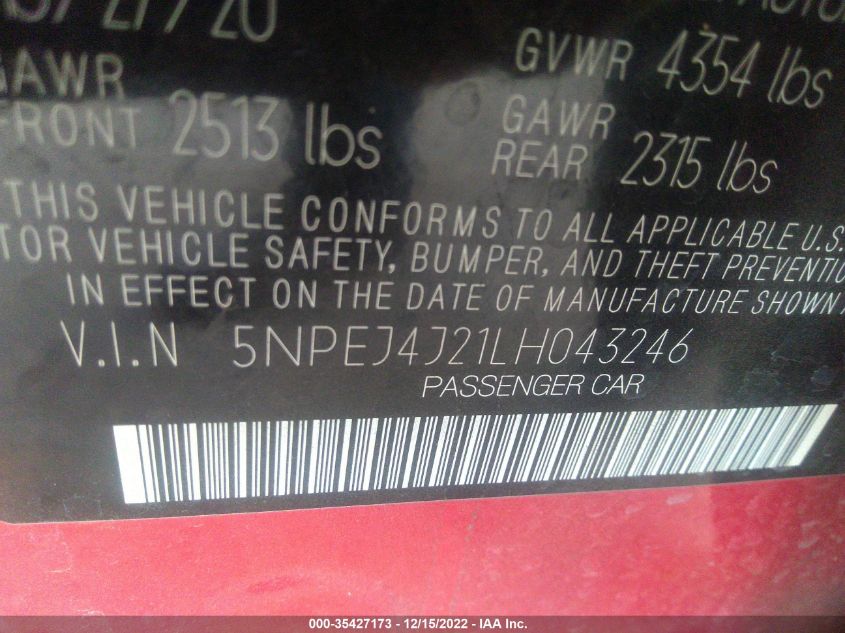 GVWR 4354 lbs
GAWR FRONT 2513 lbs
GAWR REAR 2315 lbs
THIS VEHICLE CONFORMS TO ALL APPLICABLE U.S.
VEHICLE SAFETY, BUMPER, AND THEFT
IN EFFECT ON THE DATE OF MANUFACTURE SHOWN
V.I.N 5NPEJ4J21LH043246
PASSENGER CAR
000-35427173 - 12/15/2022 - IAA Inc.